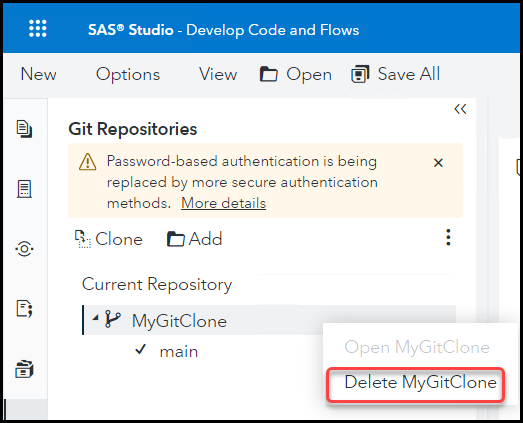 SAS® Studio - Develop Code and Flows
New Options View Open Save All
Git Repositories
Password-based authentication is being
replaced by more secure authentication
methods. More details
Clone Add
Current Repository
MyGitClone
main
Open MyGitClone
Delete MyGitClone